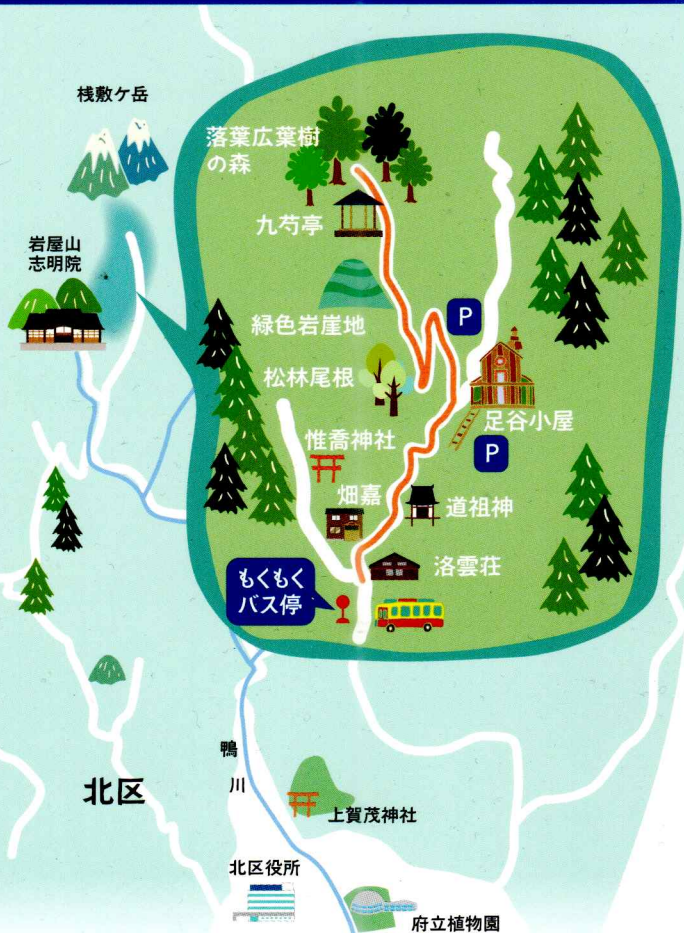 桟敷ケ岳
落葉広葉樹
の森
九芍亭
岩屋山
志明院
P
緑色岩崖地
松林尾根
足谷小屋
惟喬神社
P
畑嘉
道祖神
洛雲荘
もくもく
バス停
鴨
川
北区
上賀茂神社
北区役所
府立植物園